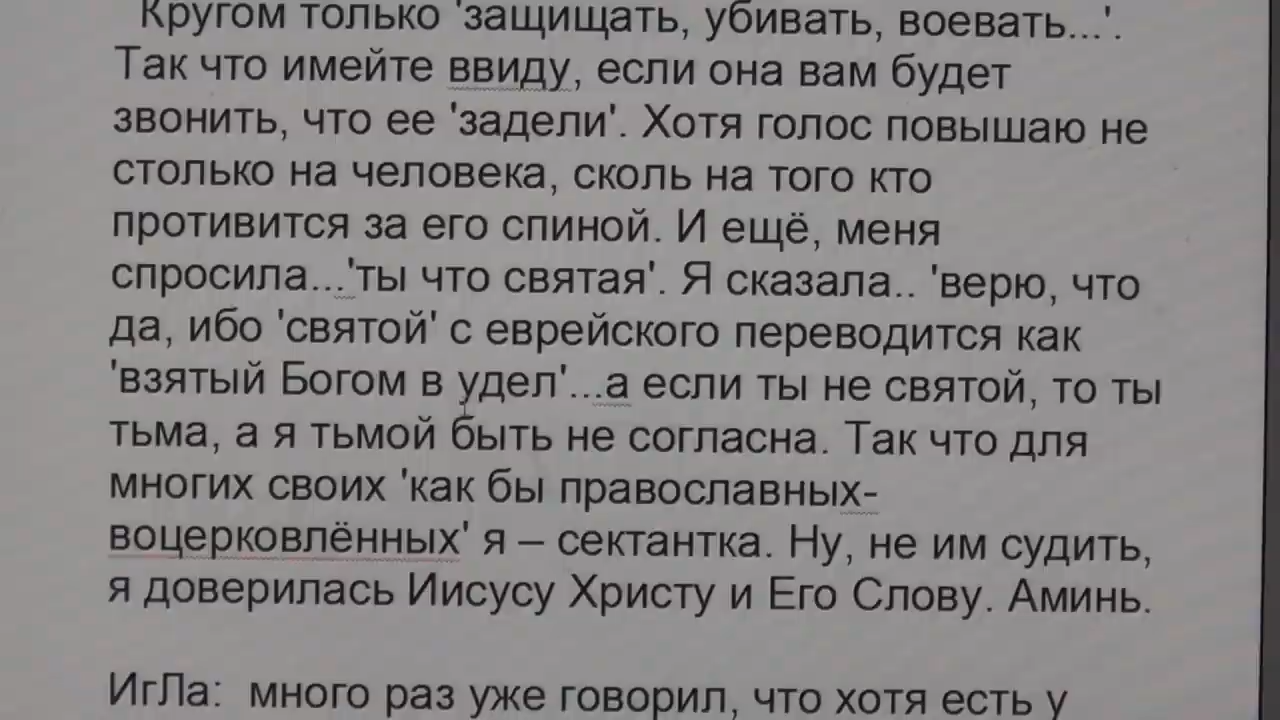 Кругом только 'защищать, убивать, воевать...'.
Так что имейте ввиду, если она вам будет
звонить, что ее 'задели'. Хотя голос повышаю не
столько на человека, сколь на того кто
противится за его спиной. И ещё, меня
спросила...'ты что святая'. Я сказала.. 'верю, что
да, ибо 'святой' с еврейского переводится как
'взятый Богом в удел'...а если ты не святой, то ты
тьма, а я тьмой быть не согласна. Так что для
многих своих 'как бы православных-
воцерковлённых' я – сектантка. Ну, не им судить,
я доверилась Иисусу Христу и Его Слову. Аминь.
ИгЛа: много раз уже говорил, что хотя есть у